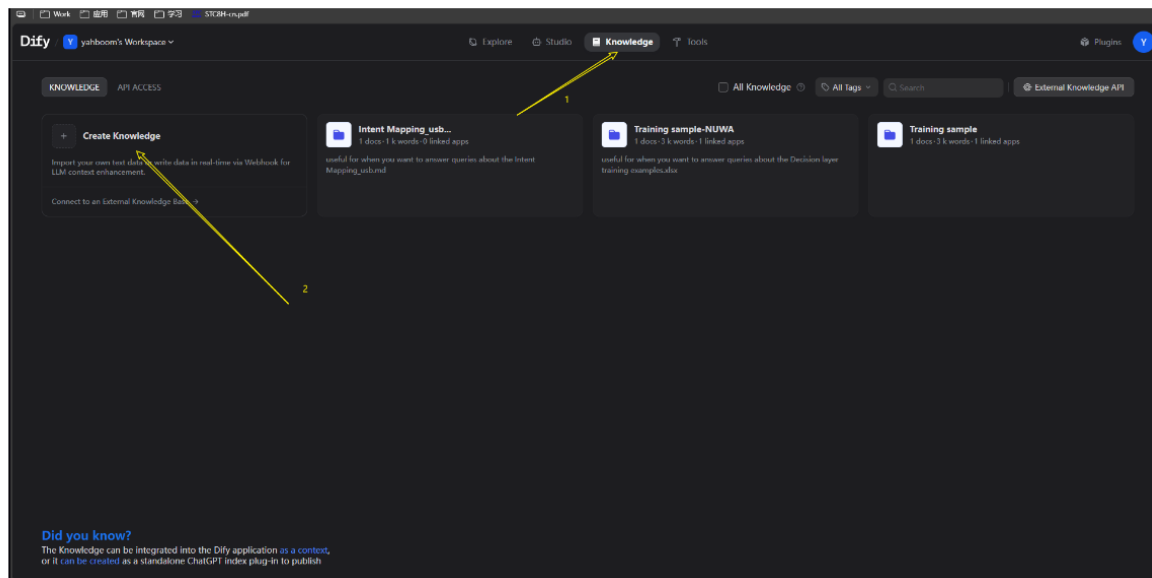 Work 应用 官网 学习 STC8H-cn.pdf
Dify / Y yahboom's Workspace Explore Studio Knowledge Tools Plugins Y
KNOWLEDGE API ACCESS All Knowledge All Tags Search External Knowledge API
1
Create Knowledge
Import your own text data or write data in real-time via Webhook for
LLM context enhancement.
Connect to an External Knowledge Base →
Intent Mapping_usb...
1 docs·1 k words·0 linked apps
useful for when you want to answer queries about the Intent
Mapping_usb.md
Training sample-NUWA
1 docs·3 k words·1 linked apps
useful for when you want to answer queries about the Decision layer
training examples.xlsx
Training sample
1 docs·3 k words·1 linked apps
2
Did you know?
The Knowledge can be integrated into the Dify application as a context,
or it can be created as a standalone ChatGPT index plug-in to publish